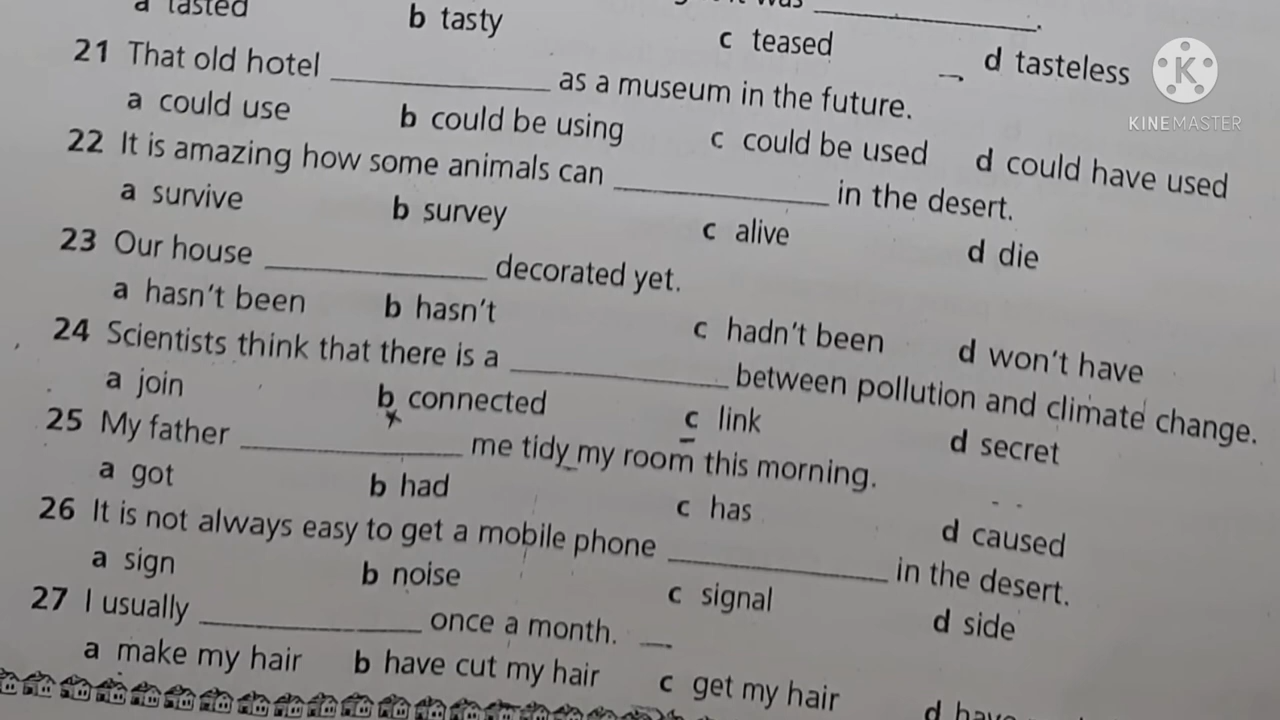 it was ____________.
a tasted b tasty c teased d tasteless
21 That old hotel ____________ as a museum in the future.
a could use b could be using c could be used d could have used
22 It is amazing how some animals can ____________ in the desert.
a survive b survey c alive d die
23 Our house ____________ decorated yet.
a hasn't been b hasn't c hadn't been d won't have
24 Scientists think that there is a ____________ between pollution and climate change.
a join b connected c link d secret
25 My father ____________ me tidy my room this morning.
a got b had c has d caused
26 It is not always easy to get a mobile phone ____________ in the desert.
a sign b noise c signal d side
27 I usually ____________ once a month.
a make my hair b have cut my hair c get my hair d
K
KINEMASTER